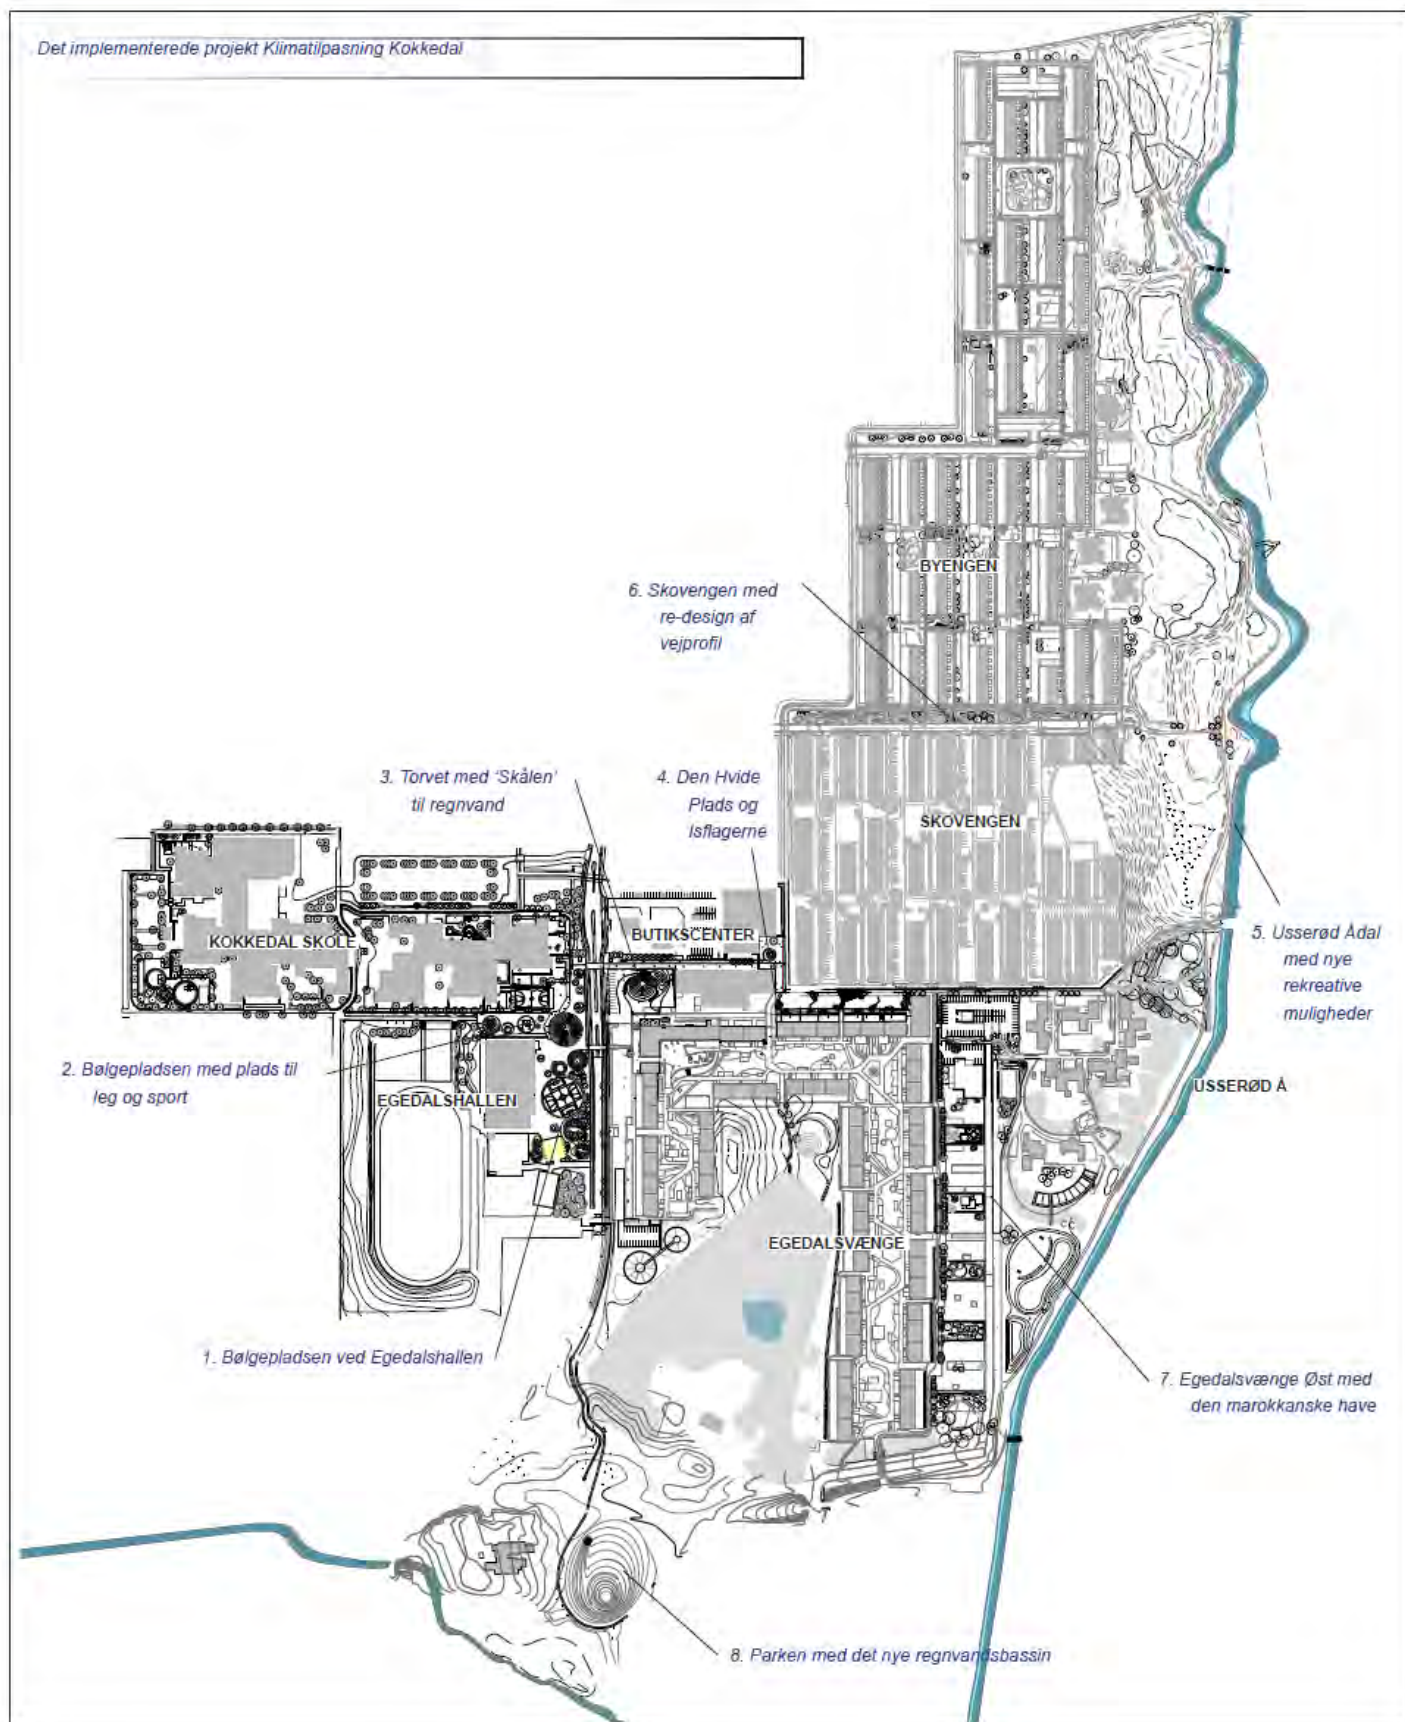 Det implementerede projekt Klimatilpasning Kokkedal
BYENGEN
6. Skovengen med
re-design af
vejprofil
3. Torvet med ‘Skålen’
til regnvand
4. Den Hvide
Plads og
Isflagerne
SKOVENGEN
KOKKEDAL SKOLE
BUTIKSCENTER
5. Usserød Ådal
med nye
rekreative
muligheder
2. Bølgepladsen med plads til
leg og sport
EGEDALSHALLEN
USSERØD Å
EGEDALSVÆNGE
1. Bølgepladsen ved Egedalshallen
7. Egedalsvænge Øst med
den marokkanske have
8. Parken med det nye regnvandsbassin